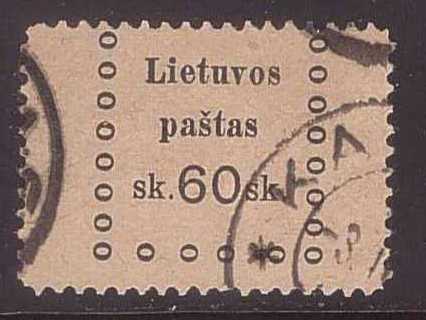 Lietuvos
paštas
sk. 60 sk.